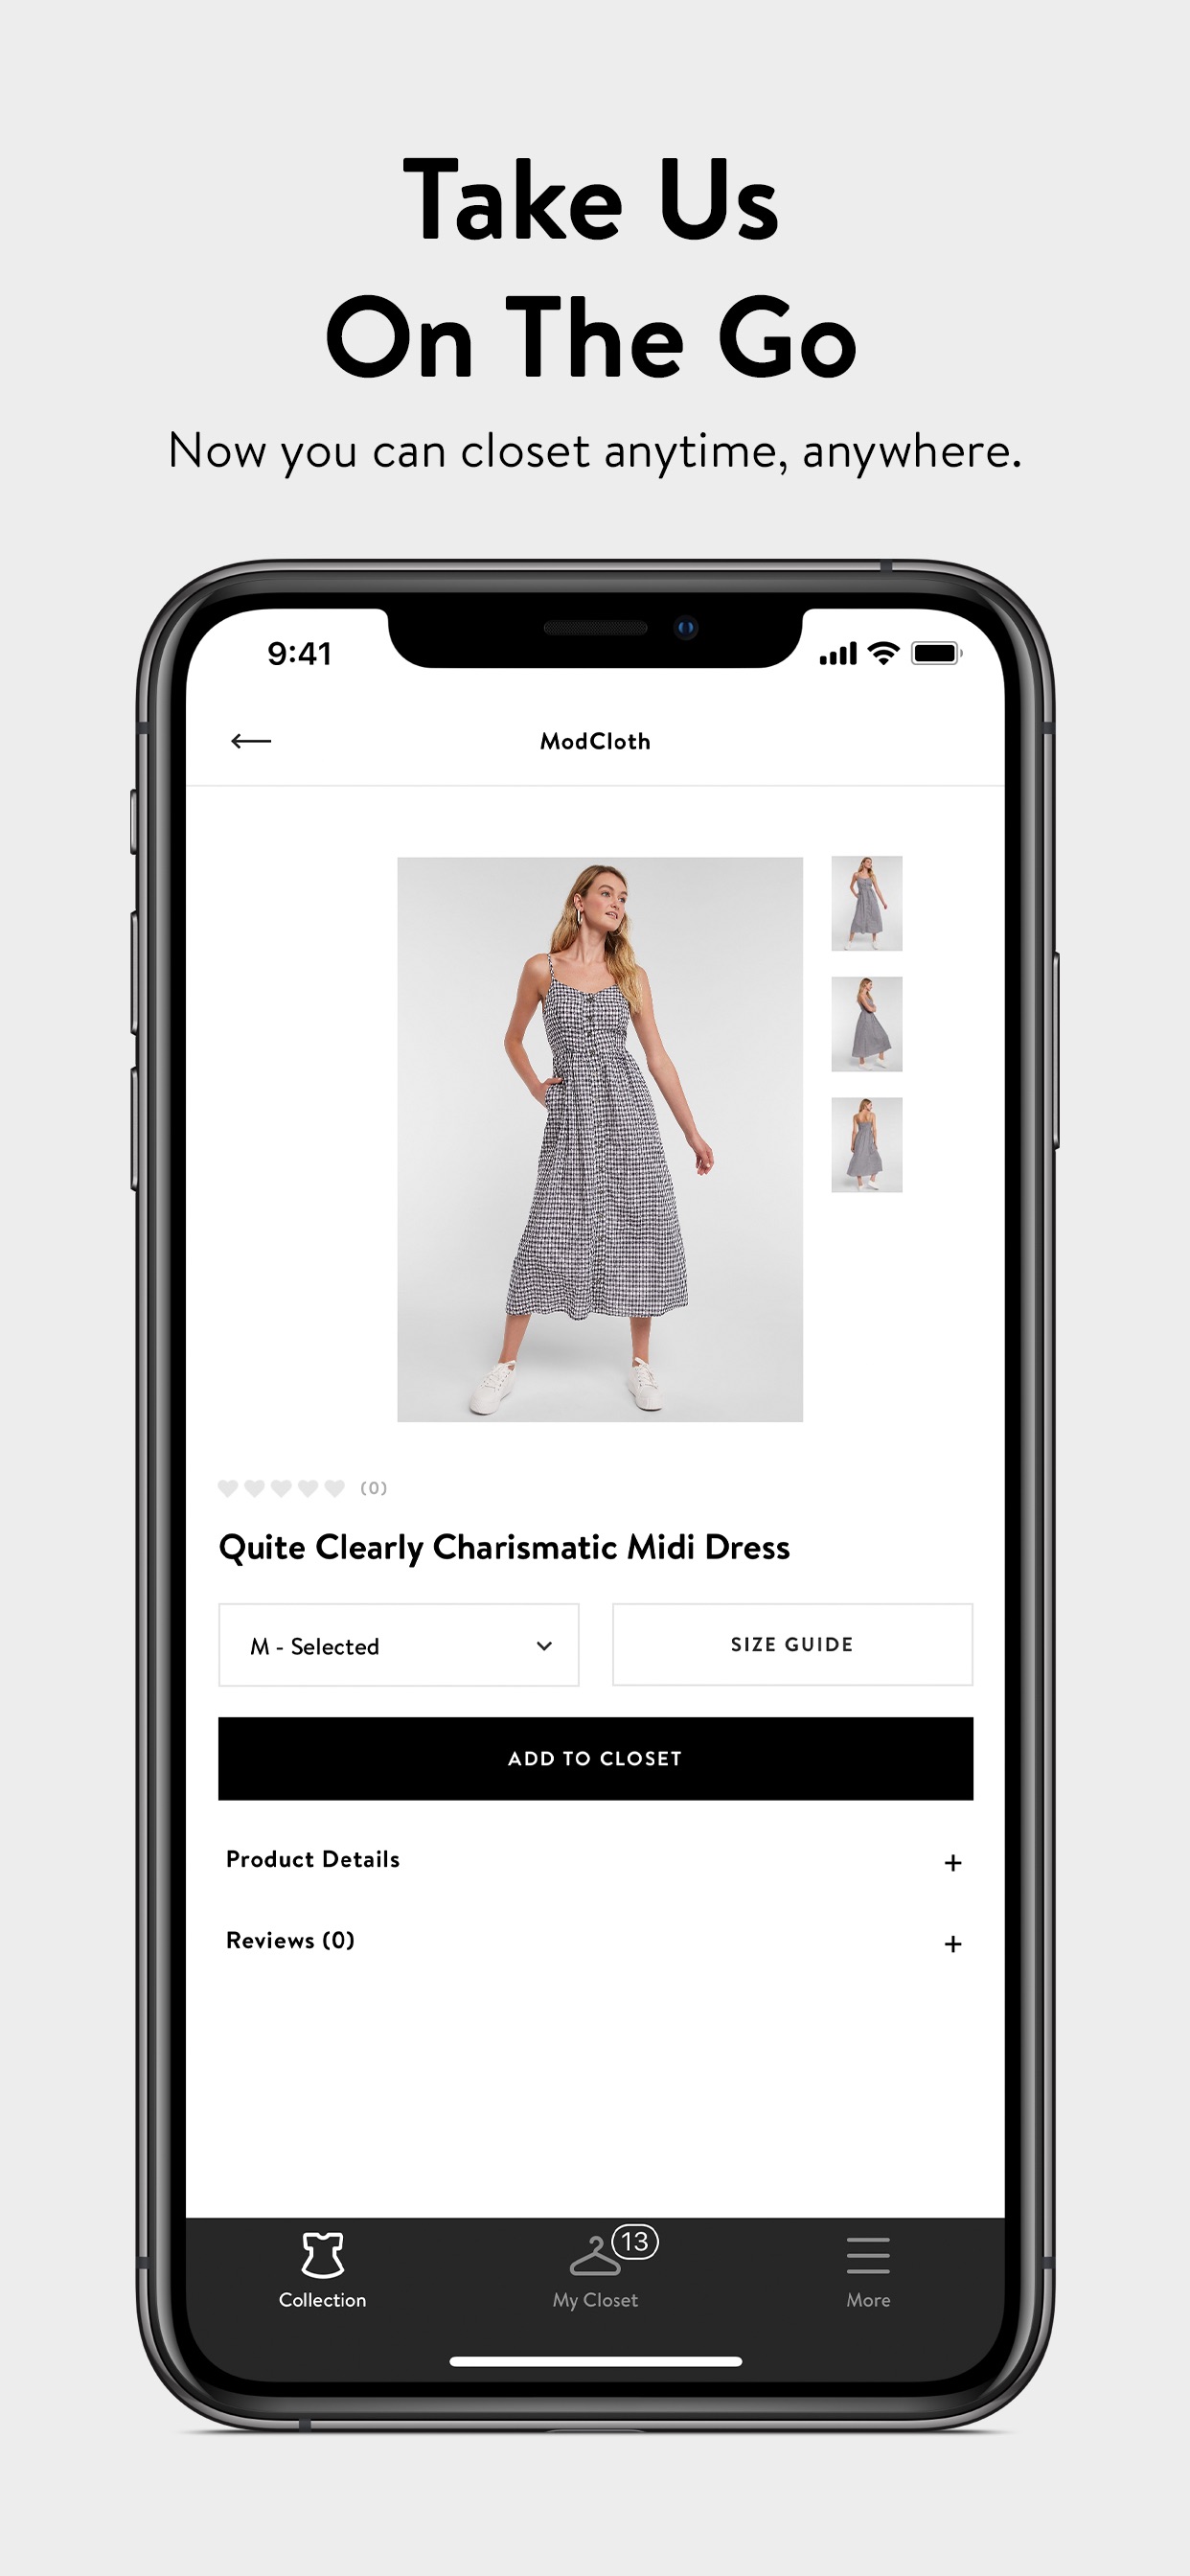 Take Us
On The Go
Now you can closet anytime, anywhere.
9:41
ModCloth
(0)
Quite Clearly Charismatic Midi Dress
M - Selected
SIZE GUIDE
ADD TO CLOSET
Product Details
+
Reviews (0)
+
13
Collection
My Closet
More